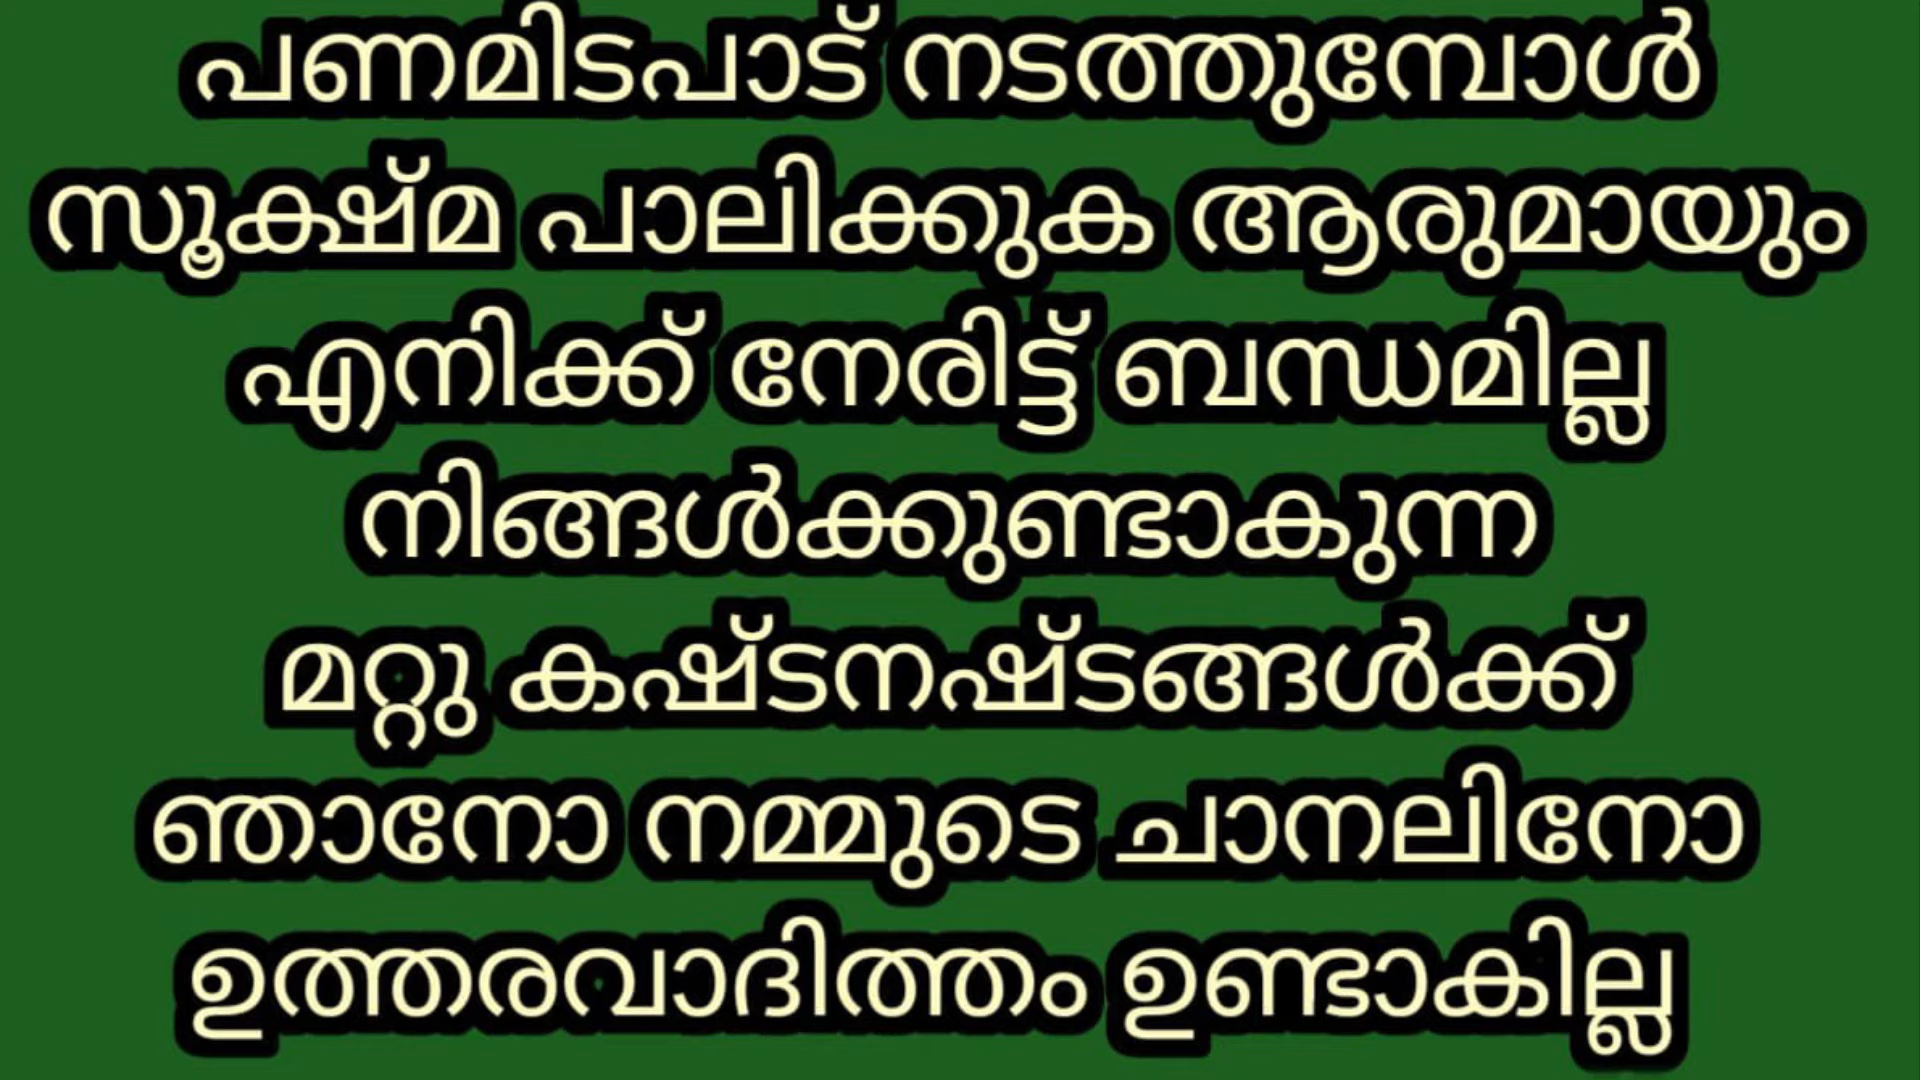 പണമിടപാട് നടത്തുമ്പോൾ
സൂക്ഷ്മ പാലിക്കുക ആരുമായും
എനിക്ക് നേരിട്ട് ബന്ധമില്ല
നിങ്ങൾക്കുണ്ടാകുന്ന
മറ്റു കഷ്ടനഷ്ടങ്ങൾക്ക്
ഞാനോ നമ്മുടെ ചാനലിനോ
ഉത്തരവാദിത്തം ഉണ്ടാകില്ല